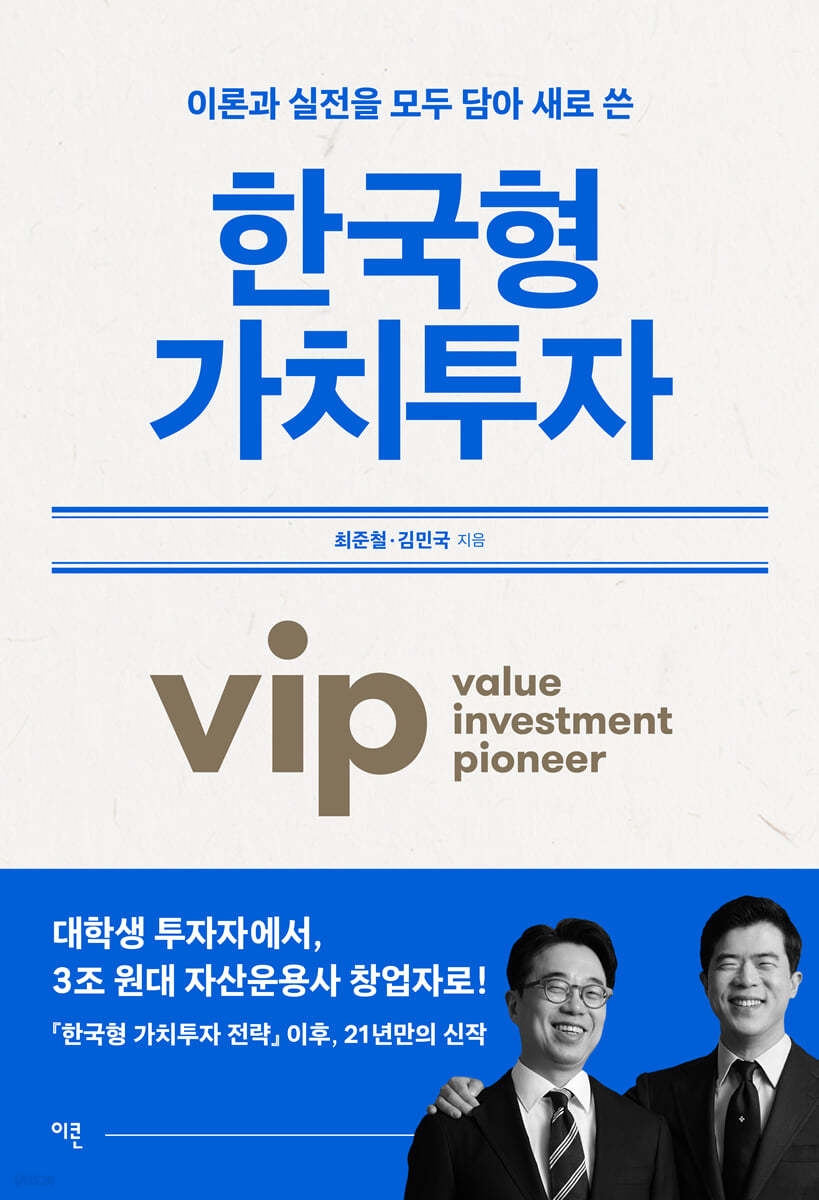 이론과 실전을 모두 담아 새로 쓴
한국형
가치투자
최준철·김민국 지음
vip
value
investment
pioneer
대학생 투자자에서,
3조 원대 자산운용사 창업자로!
『한국형 가치투자 전략』 이후, 21년만의 신작
이콘